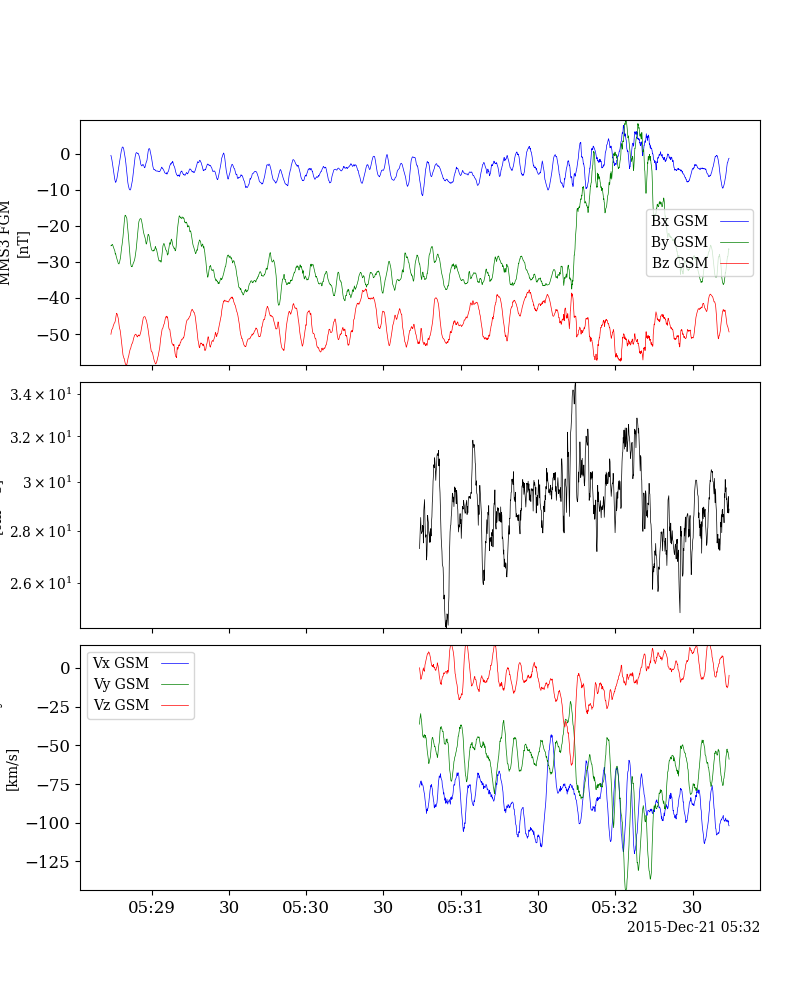 0
−10
−20
−30
−40
−50
MMS3 FGM
[nT]
Bx GSM
By GSM
Bz GSM
3.4 × 10¹
3.2 × 10¹
3 × 10¹
2.8 × 10¹
2.6 × 10¹
Vx GSM
Vy GSM
Vz GSM
0
−25
−50
−75
−100
−125
[km/s]
05:29 30 05:30 30 05:31 30 05:32 30
2015-Dec-21 05:32